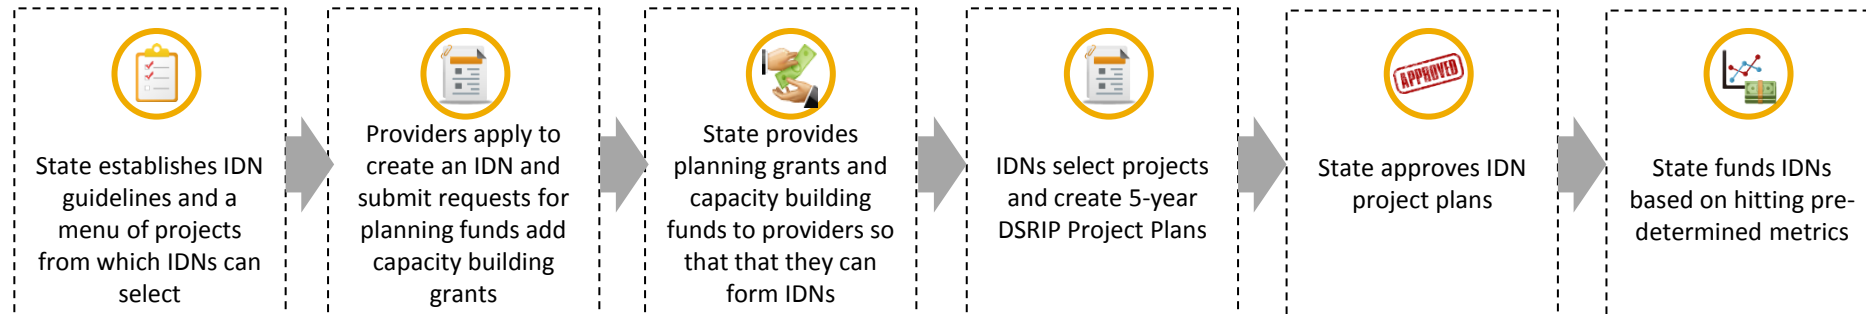 State establishes IDN
guidelines and a
menu of projects
from which IDNs can
select
Providers apply to
create an IDN and
submit requests for
planning funds add
capacity building
grants
State provides
planning grants and
capacity building
funds to providers so
that that they can
form IDNs
IDNs select projects
and create 5-year
DSRIP Project Plans
APPROVED
State approves IDN
project plans
State funds IDNs
based on hitting pre-
determined metrics